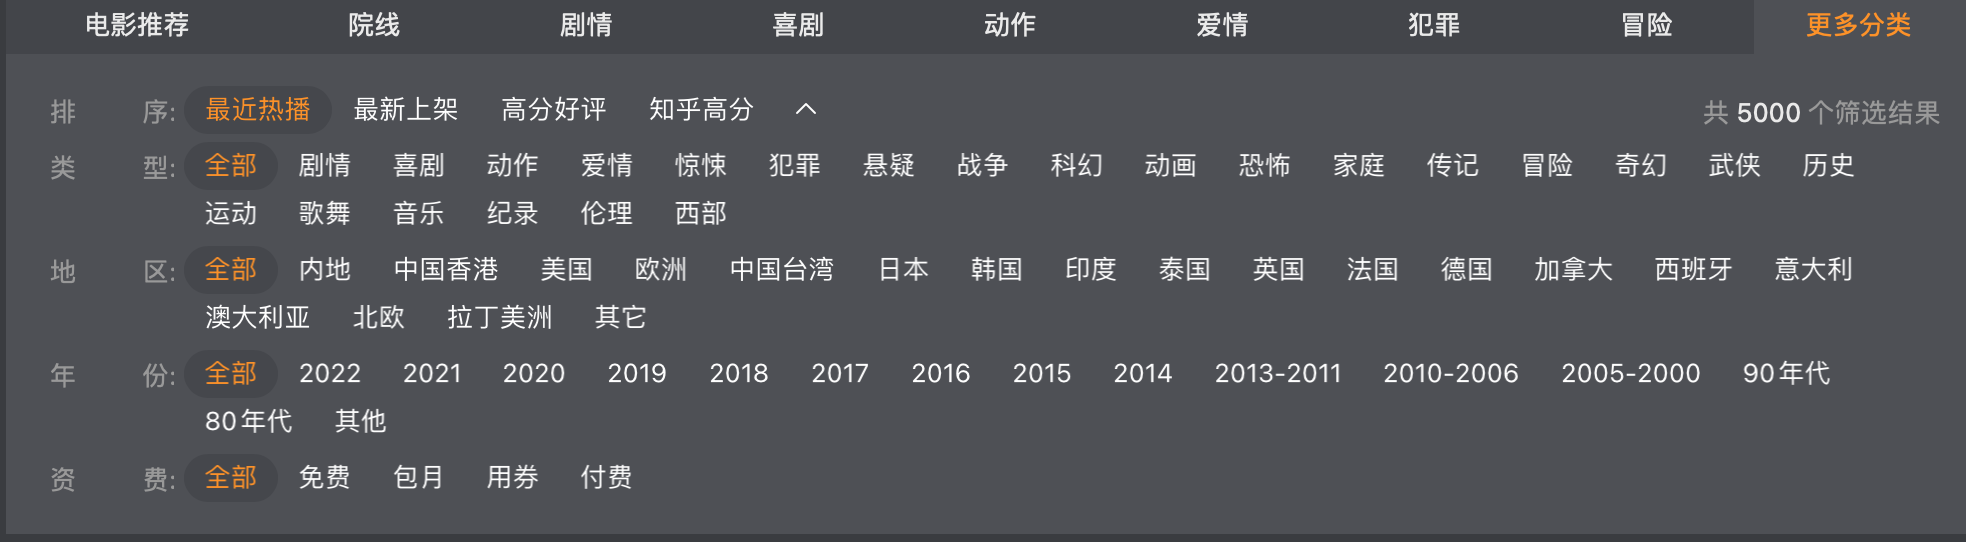 电影推荐 院线 剧情 喜剧 动作 爱情 犯罪 冒险 更多分类
排 序: 最近热播 最新上架 高分好评 知乎高分 共 5000 个筛选结果
类 型: 全部 剧情 喜剧 动作 爱情 惊悚 犯罪 悬疑 战争 科幻 动画 恐怖 家庭 传记 冒险 奇幻 武侠 历史
运动 歌舞 音乐 纪录 伦理 西部
地 区: 全部 内地 中国香港 美国 欧洲 中国台湾 日本 韩国 印度 泰国 英国 法国 德国 加拿大 西班牙 意大利
澳大利亚 北欧 拉丁美洲 其它
年 份: 全部 2022 2021 2020 2019 2018 2017 2016 2015 2014 2013-2011 2010-2006 2005-2000 90年代
80年代 其他
资 费: 全部 免费 包月 用券 付费